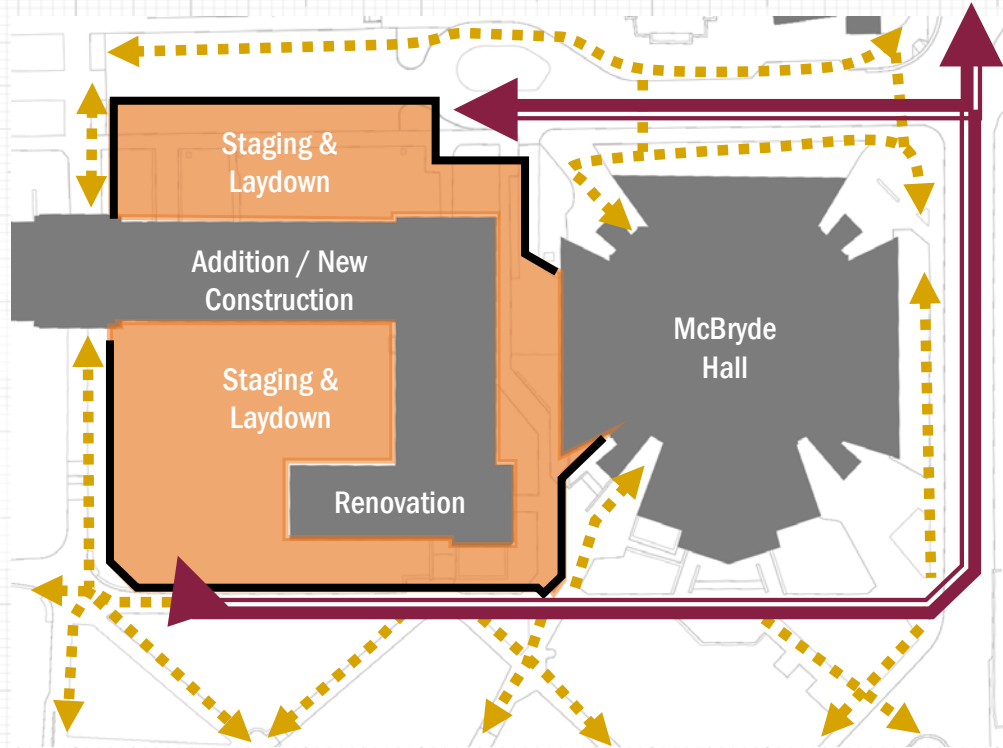 Staging &
Laydown
Addition / New
Construction
McBryde
Hall
Staging &
Laydown
Renovation